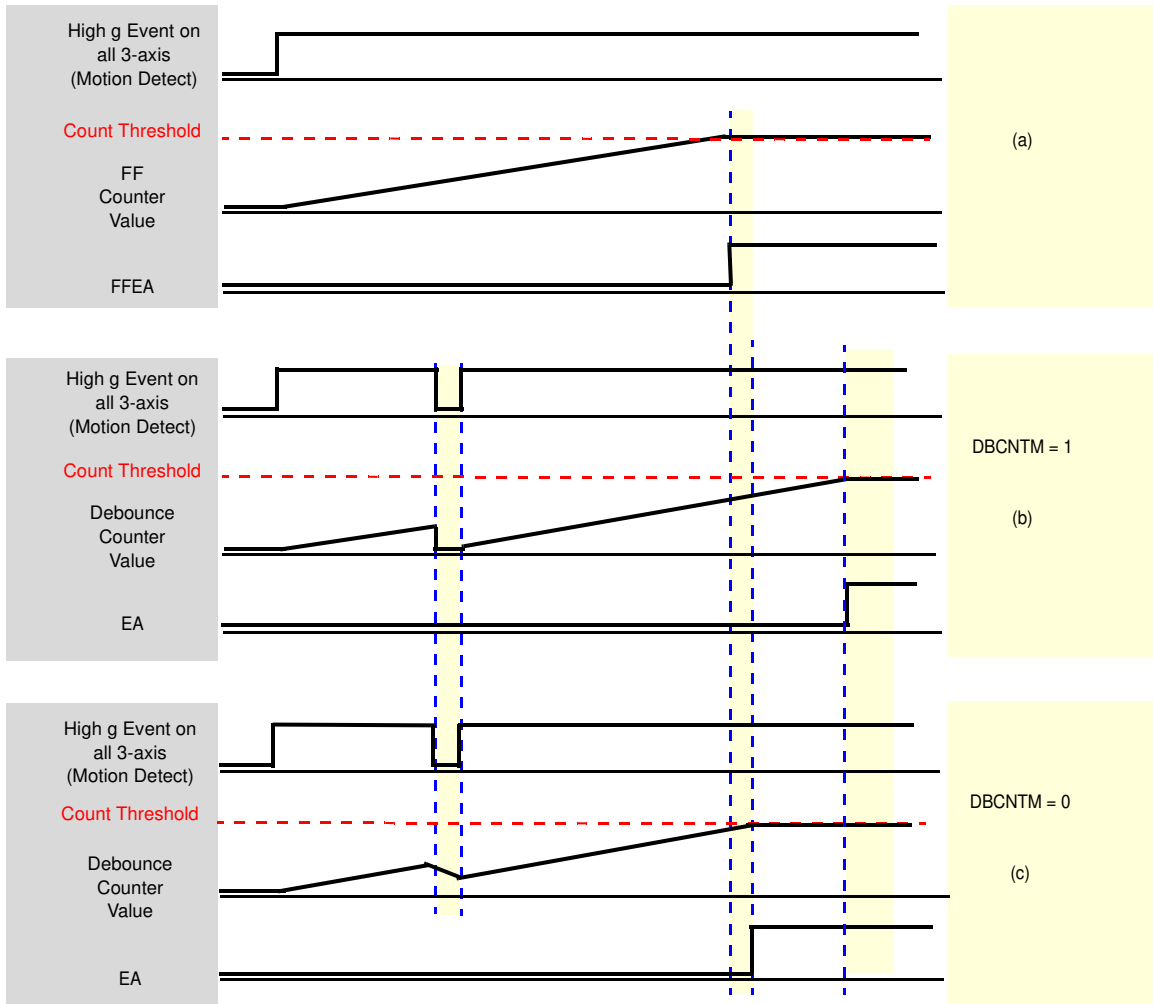 High g Event on
all 3-axis
(Motion Detect)
Count Threshold
FF
Counter
Value
FFEA
(a)
High g Event on
all 3-axis
(Motion Detect)
Count Threshold
Debounce
Counter
Value
EA
DBCNTM = 1
(b)
High g Event on
all 3-axis
(Motion Detect)
Count Threshold
Debounce
Counter
Value
EA
DBCNTM = 0
(c)